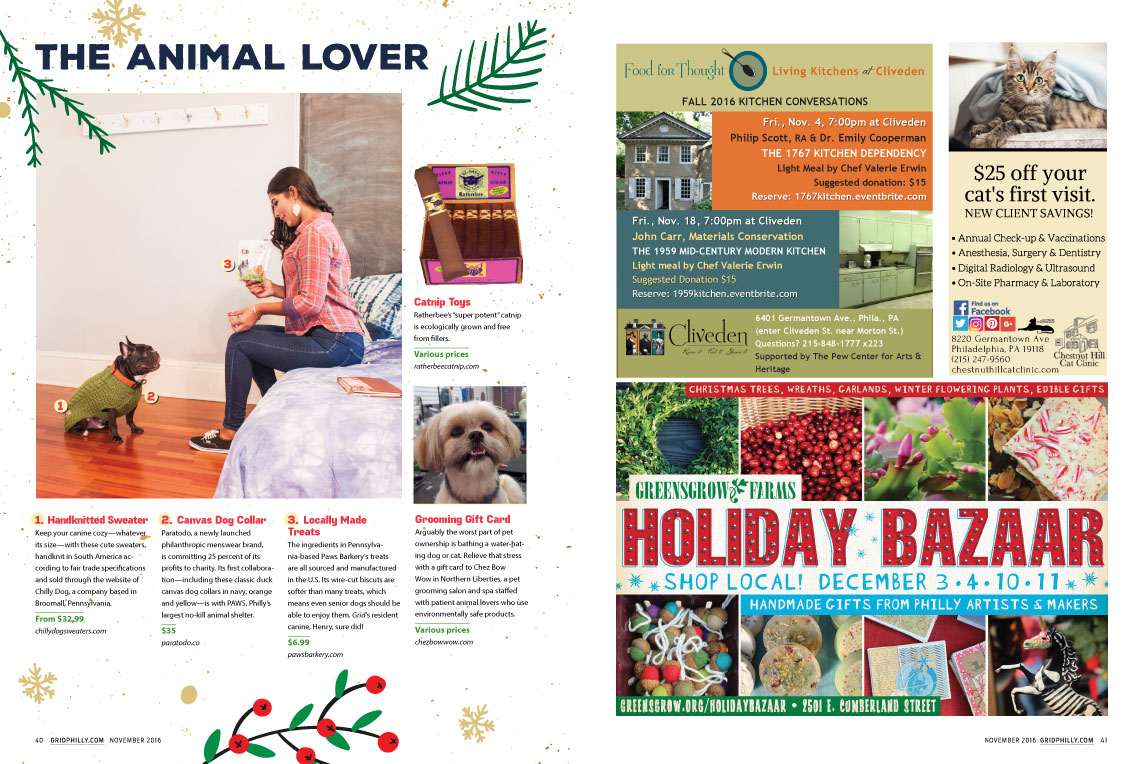 THE ANIMAL LOVER
3
1
2
Catnip Toys
Ratherbee's "super potent" catnip
is ecologically grown and free
from fillers.
Various prices
ratherbeecatnip.com
1. Handknitted Sweater
Keep your canine cozy—whatever
its size—with these cute sweaters,
handknit in South America ac-
cording to fair trade specifications
and sold through the website of
Chilly Dog, a company based in
Broomall, Pennsylvania.
From $32.99
chillydogsweaters.com
2. Canvas Dog Collar
Paratodo, a newly launched
philanthropic menswear brand,
is committing 25 percent of its
profits to charity. Its first collabora-
tion—including these classic duck
canvas dog collars in navy, orange
and yellow—is with PAWS, Philly's
largest no-kill animal shelter.
$35
paratodo.co
3. Locally Made
Treats
The ingredients in Pennsylva-
nia-based Paws Barkery's treats
are all sourced and manufactured
in the U.S. Its wire-cut biscuits are
softer than many treats, which
means even senior dogs should be
able to enjoy them. Grid's resident
canine, Henry, sure did!
$6.99
pawsbarkery.com
Grooming Gift Card
Arguably the worst part of pet
ownership is bathing a water-hat-
ing dog or cat. Relieve that stress
with a gift card to Chez Bow
Wow in Northern Liberties, a pet
grooming salon and spa staffed
with patient animal lovers who use
environmentally safe products.
Various prices
chezbowwow.com
40 GRIDPHILLY.COM NOVEMBER 2016
Food for Thought Living Kitchens at Cliveden
FALL 2016 KITCHEN CONVERSATIONS
Fri., Nov. 4, 7:00pm at Cliveden
Philip Scott, RA & Dr. Emily Cooperman
THE 1767 KITCHEN DEPENDENCY
Light Meal by Chef Valerie Erwin
Suggested donation: $15
Reserve: 1767kitchen.eventbrite.com
Fri., Nov. 18, 7:00pm at Cliveden
John Carr, Materials Conservation
THE 1959 MID-CENTURY MODERN KITCHEN
Light meal by Chef Valerie Erwin
Suggested Donation $15
Reserve: 1959kitchen.eventbrite.com
Cliveden
6401 Germantown Ave., Phila., PA
(enter Cliveden St. near Morton St.)
Questions? 215-848-1777 x223
Supported by The Pew Center for Arts &
Heritage
$25 off your
cat's first visit.
NEW CLIENT SAVINGS!
• Annual Check-up & Vaccinations
• Anesthesia, Surgery & Dentistry
• Digital Radiology & Ultrasound
• On-Site Pharmacy & Laboratory
Find us on
Facebook
8220 Germantown Ave
Philadelphia, PA 19118
(215) 247-9560
chestnuthillcatclinic.com
Chestnut Hill
Cat Clinic
CHRISTMAS TREES, WREATHS, GARLANDS, WINTER FLOWERING PLANTS, EDIBLE GIFTS
GREENSGROW FARMS
HOLIDAY BAZAAR
SHOP LOCAL! DECEMBER 3•4•10•11
HANDMADE GIFTS FROM PHILLY ARTISTS & MAKERS
GREENSGROW.ORG/HOLIDAYBAZAAR • 2501 E. CUMBERLAND STREET
NOVEMBER 2016 GRIDPHILLY.COM 41